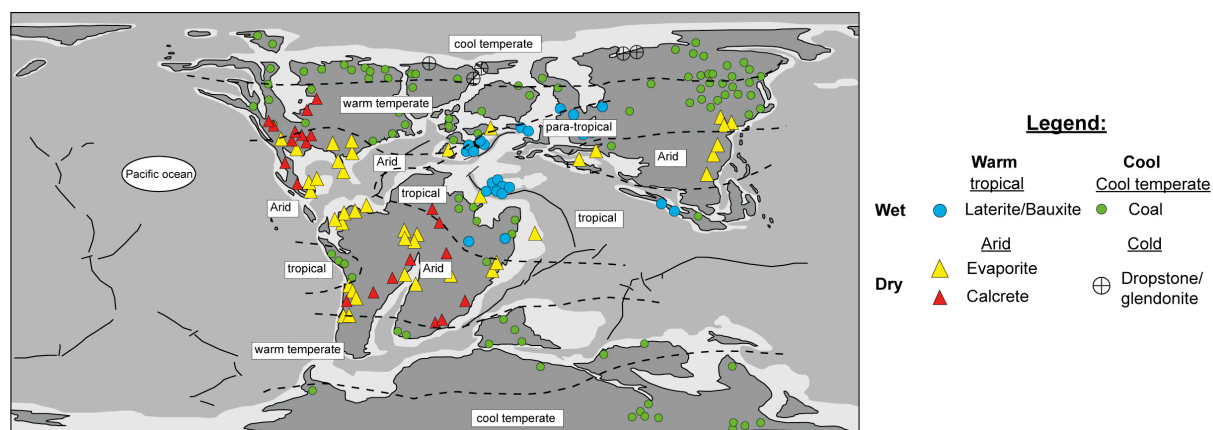 cool temperate
warm temperate
para-tropical
Arid
Arid
Pacific ocean
tropical
Arid
tropical
tropical
Arid
warm temperate
cool temperate
Legend:
Warm
Cool
tropical
Cool temperate
Wet
Laterite/Bauxite
Coal
Arid
Cold
Dry
Evaporite
Dropstone/
glendonite
Calcrete